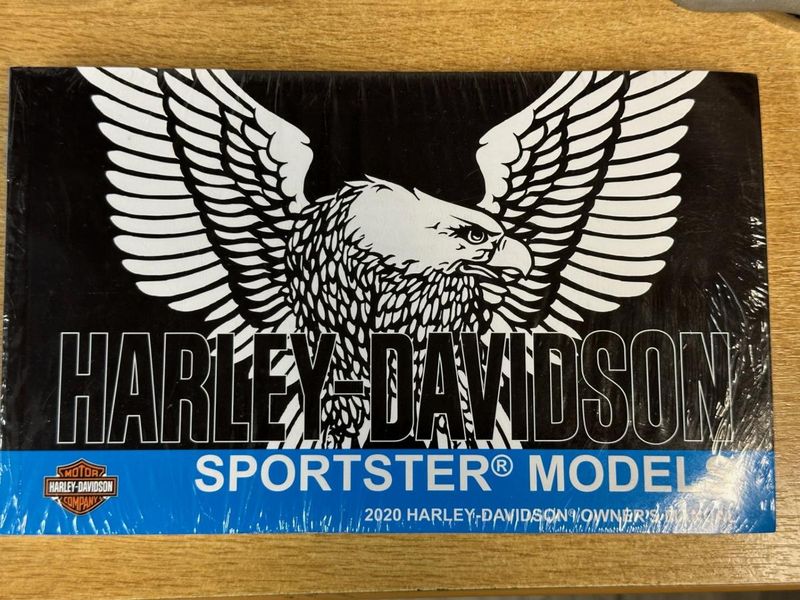 HARLEY-DAVIDSON
SPORTSTER® MODELS
MOTOR
HARLEY-DAVIDSON
COMPANY
2020 HARLEY-DAVIDSON® OWNER'S